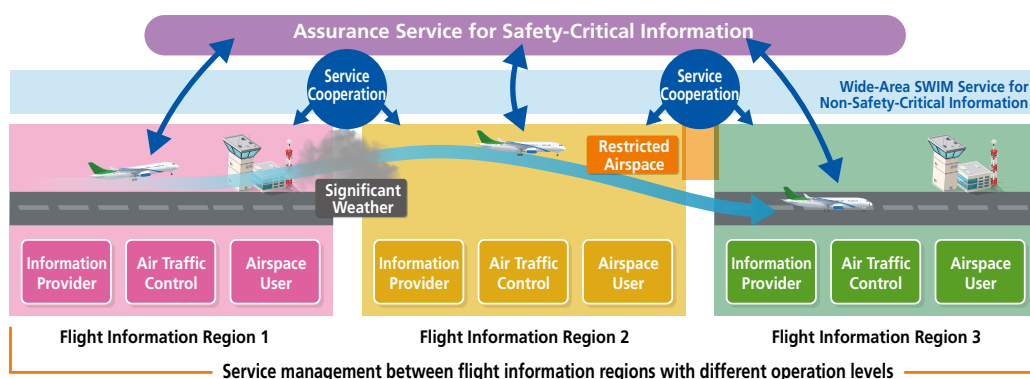 Assurance Service for Safety-Critical Information
Service
Cooperation
Service
Cooperation
Wide-Area SWIM Service for
Non-Safety-Critical Information
Restricted
Airspace
Significant
Weather
Information
Provider
Air Traffic
Control
Airspace
User
Information
Provider
Air Traffic
Control
Airspace
User
Information
Provider
Air Traffic
Control
Airspace
User
Flight Information Region 1
Flight Information Region 2
Flight Information Region 3
Service management between flight information regions with different operation levels